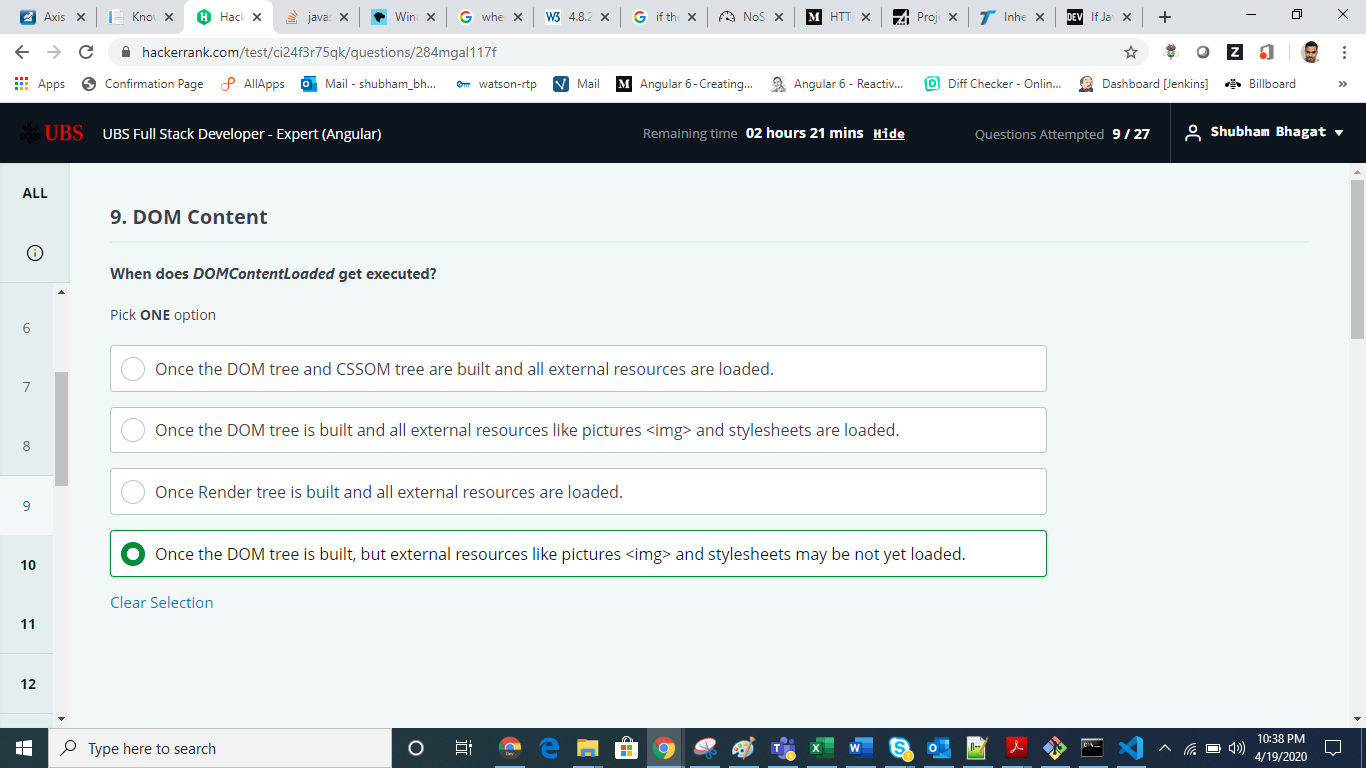 Axis
Kno
Hac
java
Win
whe
W3 4.8.2
if th
NoS
M HTT
Proj
Inhe
DEV If Ja
hackerrank.com/test/ci24f3r75qk/questions/284mgal117f
Z
Apps
Confirmation Page
AllApps
Mail - shubham_bh...
watson-rtp
Mail
M Angular 6 - Creating...
Angular 6 - Reactiv...
Diff Checker - Onlin...
Dashboard [Jenkins]
Billboard
»
UBS
UBS Full Stack Developer - Expert (Angular)
Remaining time 02 hours 21 mins Hide
Questions Attempted 9 / 27
Shubham Bhagat
ALL
6
7
8
9
10
11
12
9. DOM Content
When does DOMContentLoaded get executed?
Pick ONE option
Once the DOM tree and CSSOM tree are built and all external resources are loaded.
Once the DOM tree is built and all external resources like pictures <img> and stylesheets are loaded.
Once Render tree is built and all external resources are loaded.
Once the DOM tree is built, but external resources like pictures <img> and stylesheets may be not yet loaded.
Clear Selection
Type here to search
10:38 PM
4/19/2020